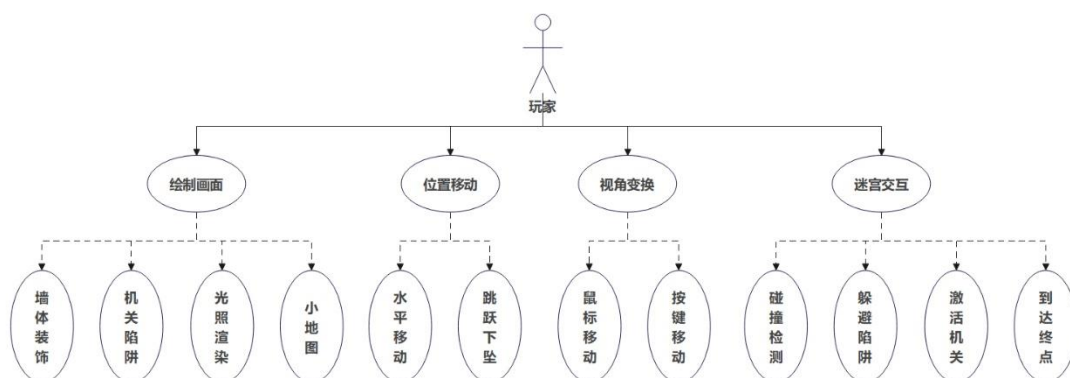 玩家
绘制画面
位置移动
视角变换
迷宫交互
墙体装饰
机关陷阱
光照渲染
小地图
水平移动
跳跃下坠
鼠标移动
按键移动
碰撞检测
躲避陷阱
激活机关
到达终点